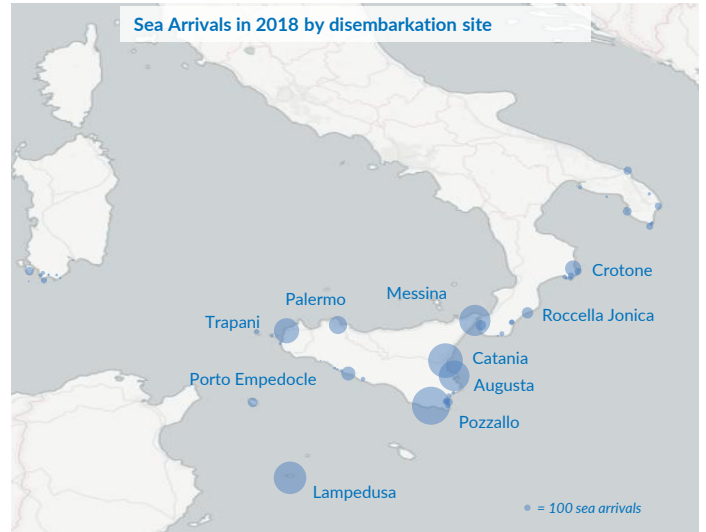 Sea Arrivals in 2018 by disembarkation site
Crotone
Messina
Palermo
Roccella Jonica
Trapani
Catania
Porto Empedocle
Augusta
Pozzallo
Lampedusa
= 100 sea arrivals